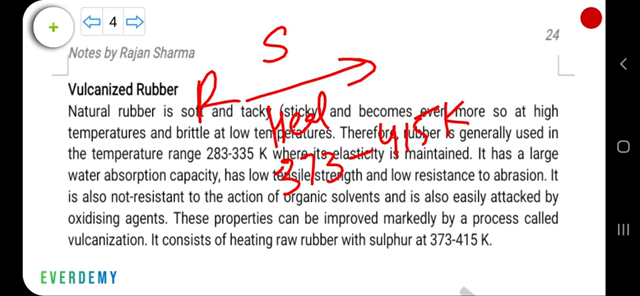 4
24
Notes by Rajan Sharma
S
R
Heat
373-415 K
Vulcanized Rubber
Natural rubber is soft and tacky (sticky) and becomes even more so at high
temperatures and brittle at low temperatures. Therefore rubber is generally used in
the temperature range 283-335 K where its elasticity is maintained. It has a large
water absorption capacity, has low tensile strength and low resistance to abrasion. It
is also not-resistant to the action of organic solvents and is also easily attacked by
oxidising agents. These properties can be improved markedly by a process called
vulcanization. It consists of heating raw rubber with sulphur at 373-415 K.
EVERDEMY